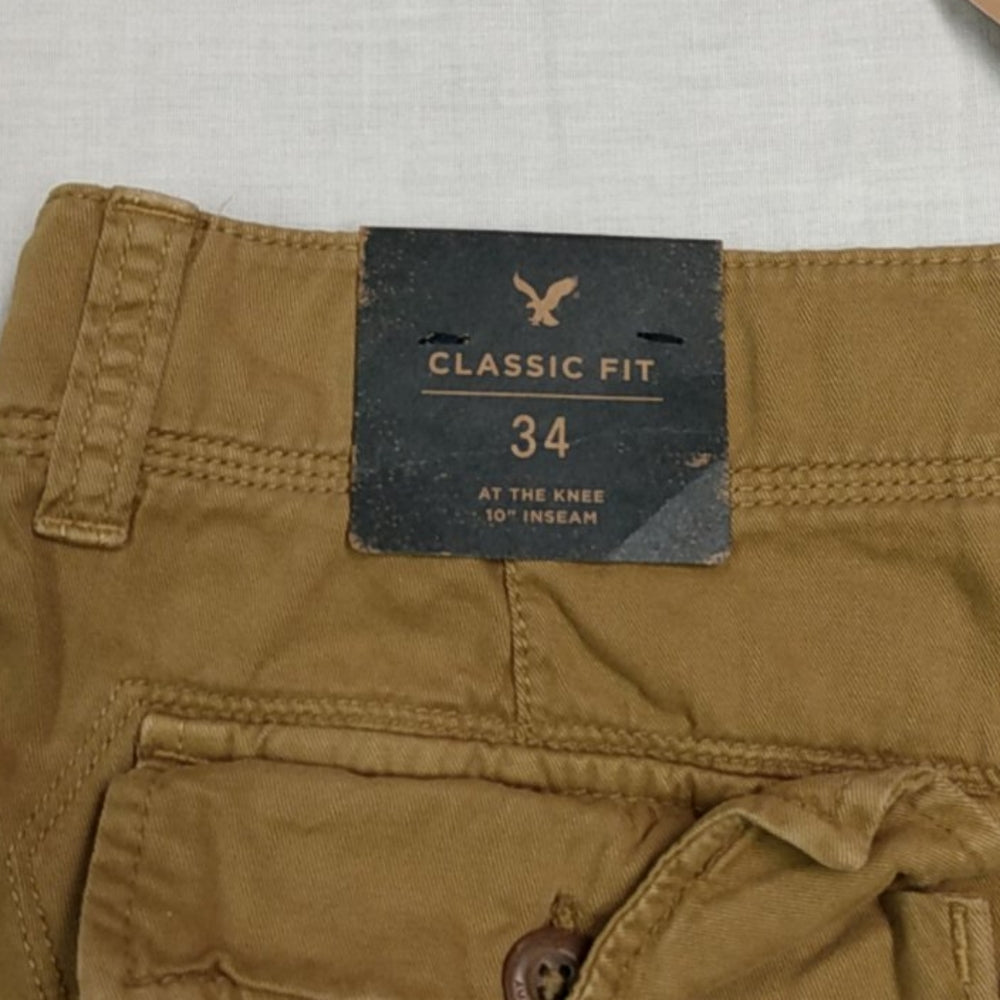 CLASSIC FIT
34
AT THE KNEE
10" INSEAM